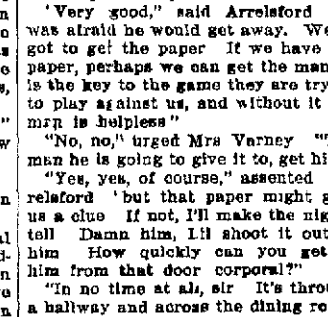 'Very good," said Arrelsford
was afraid he would get away. We
got to get the paper If we have
paper, perhaps we can get the man
is the key to the game they are try
to play against us, and without it
man is helpless"
"No, no," urged Mrs Varney
man he is going to give it to, get hi
"Yes, yes, of course," assented
relsford 'but that paper might g
us a clue If not, I'll make the nig
tell Damn him, I'll shoot it out
him How quickly can you get
him from that door corporal?"
"In no time at all, sir It's throu
a hallway and across the dining ro